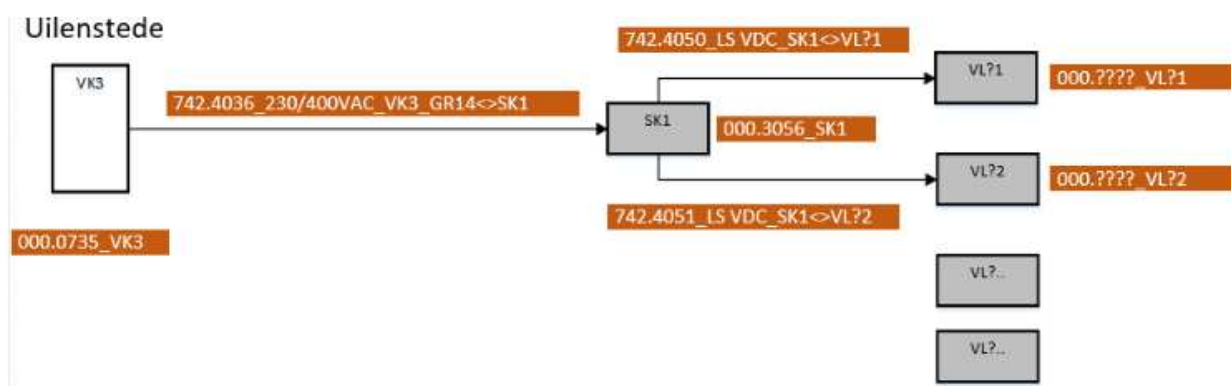 Uilenstede
VK3
742.4036_230/400VAC_VK3_GR14<>SK1
000.0735_VK3
742.4050_LS VDC_SK1<>VL?1
SK1
000.3056_SK1
742.4051_LS VDC_SK1<>VL?2
VL?1
000.????_VL?1
VL?2
000.????_VL?2
VL?..
VL?..